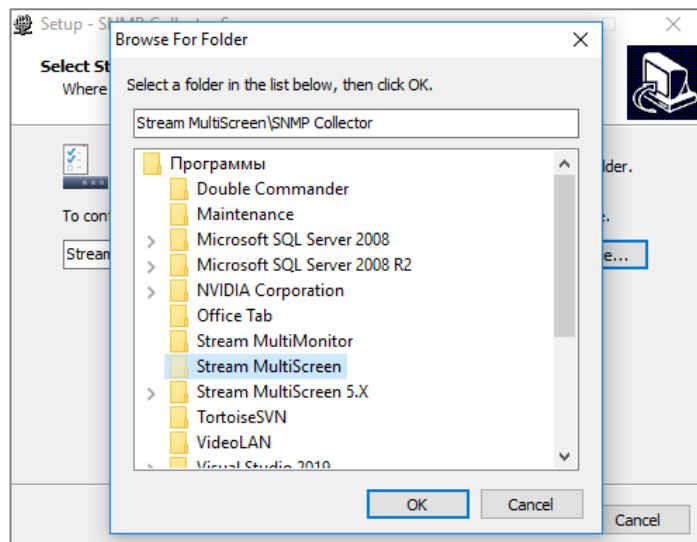 Setup - SNMP Collector S
Browse For Folder
Select St
Where
Select a folder in the list below, then click OK.
Stream MultiScreen\SNMP Collector
lder.
Программы
Double Commander
Maintenance
To con
.
Microsoft SQL Server 2008
Strean
e...
Microsoft SQL Server 2008 R2
NVIDIA Corporation
Office Tab
Stream MultiMonitor
Stream MultiScreen
Stream MultiScreen 5.X
TortoiseSVN
VideoLAN
Visual Studio 2019
OK
Cancel
Cancel